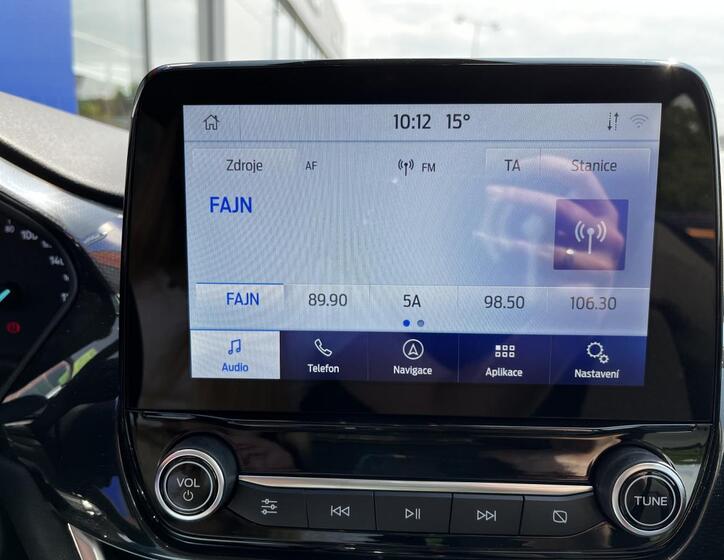 10:12 15°
Zdroje AF FM TA Stanice
FAJN
FAJN 89.90 5A 98.50 106.30
Audio Telefon Navigace Aplikace Nastavení
VOL TUNE